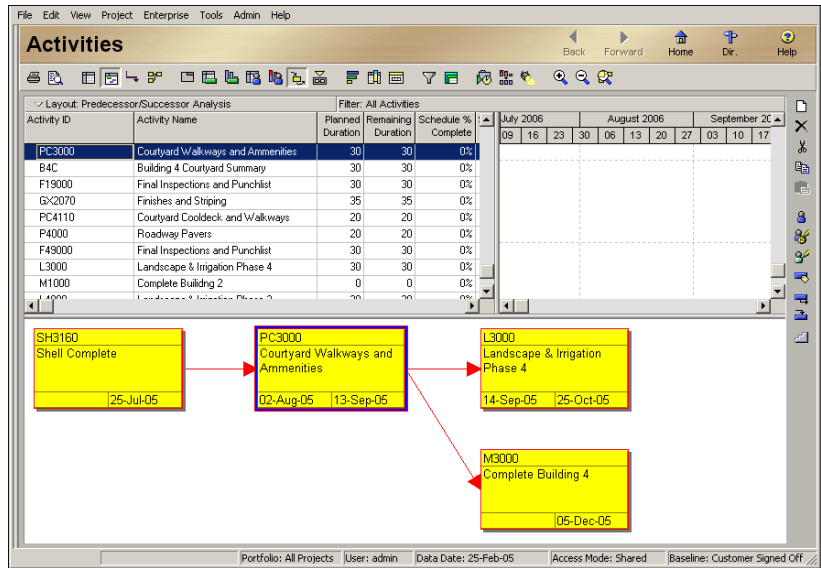 File Edit View Project Enterprise Tools Admin Help
Activities
Back Forward Home Dir. Help
Layout: Predecessor/Successor Analysis Filter: All Activities
Activity ID Activity Name Planned Duration Remaining Duration Schedule % Complete
July 2006 August 2006 September 20
09 16 23 30 06 13 20 27 03 10 17
PC3000 Courtyard Walkways and Ammenities 30 30 0%
B4C Building 4 Courtyard Summary 30 30 0%
F19000 Final Inspections and Punchlist 30 30 0%
GX2070 Finishes and Striping 35 35 0%
PC4110 Courtyard Cooldeck and Walkways 20 20 0%
P4000 Roadway Pavers 20 20 0%
F49000 Final Inspections and Punchlist 30 30 0%
L3000 Landscape & Irrigation Phase 4 30 30 0%
M1000 Complete Builidng 2 0 0 0%
SH3160
Shell Complete
25-Jul-05
PC3000
Courtyard Walkways and
Ammenities
02-Aug-05 13-Sep-05
L3000
Landscape & Irrigation
Phase 4
14-Sep-05 25-Oct-05
M3000
Complete Building 4
05-Dec-05
Portfolio: All Projects User: admin Data Date: 25-Feb-05 Access Mode: Shared Baseline: Customer Signed Off